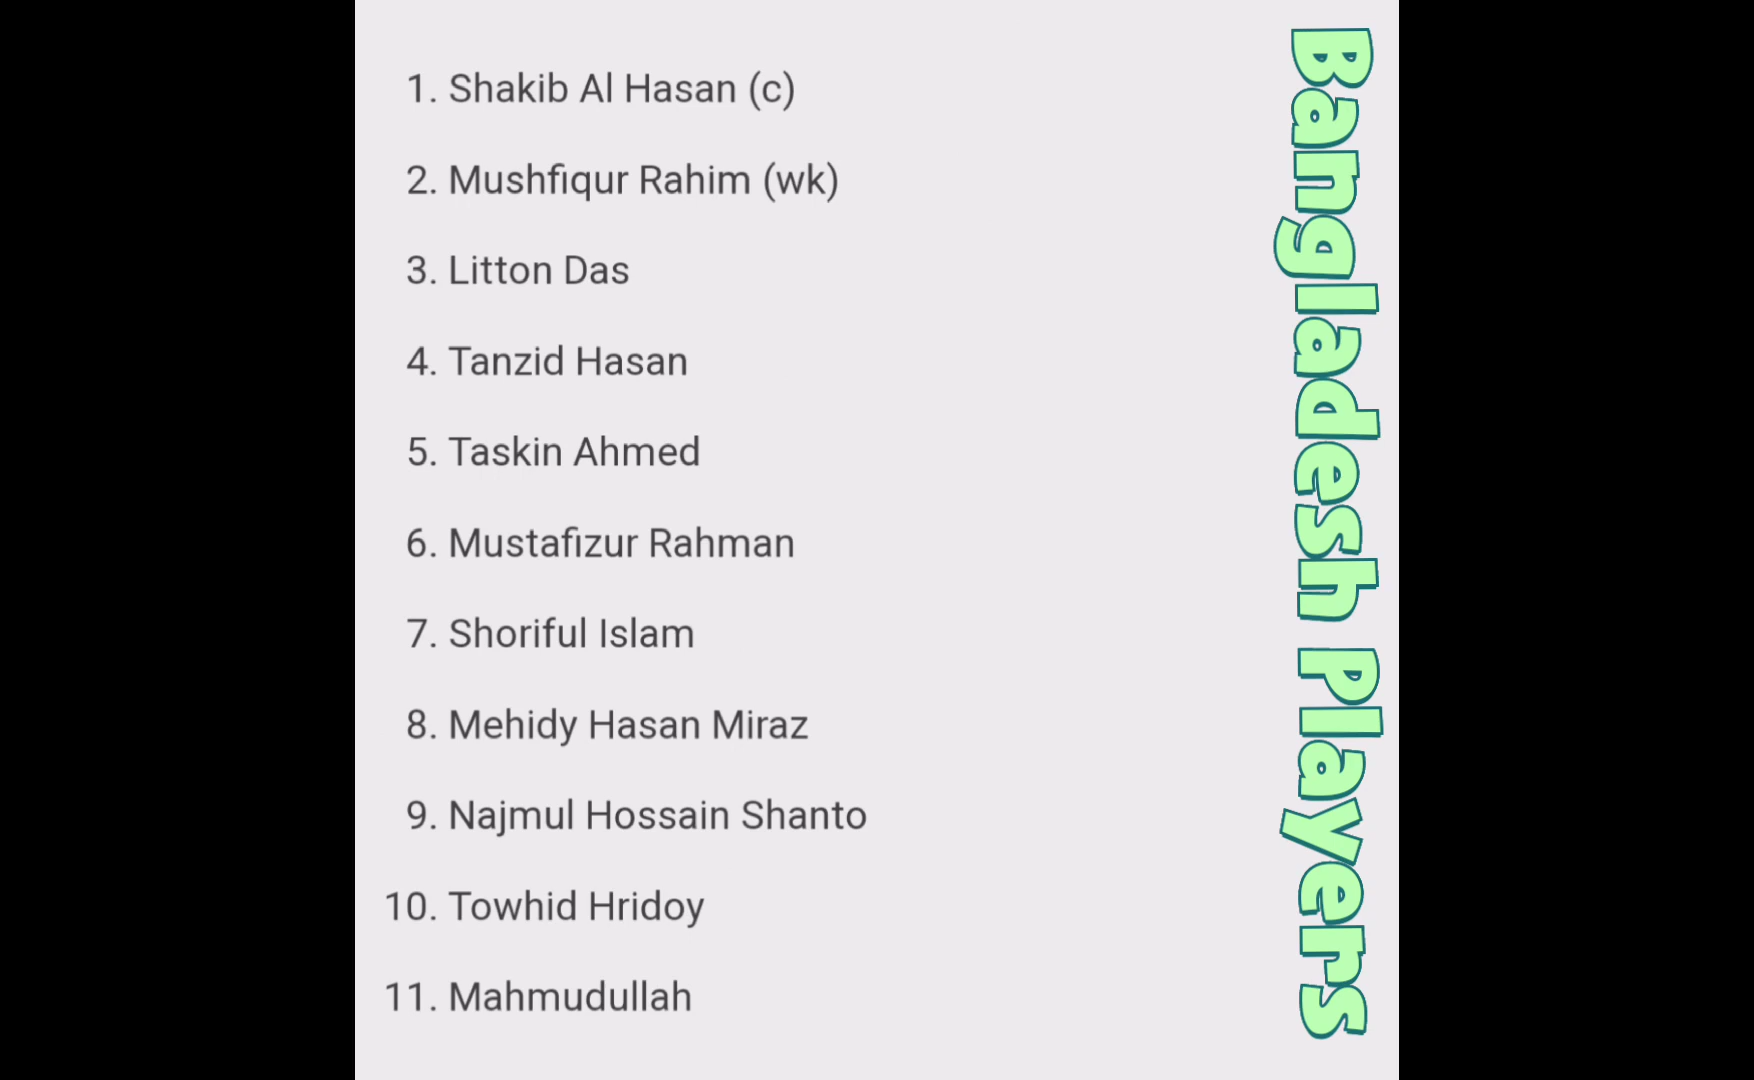 1. Shakib Al Hasan (c)
2. Mushfiqur Rahim (wk)
3. Litton Das
4. Tanzid Hasan
5. Taskin Ahmed
6. Mustafizur Rahman
7. Shoriful Islam
8. Mehidy Hasan Miraz
9. Najmul Hossain Shanto
10. Towhid Hridoy
11. Mahmudullah
Bangladesh Players